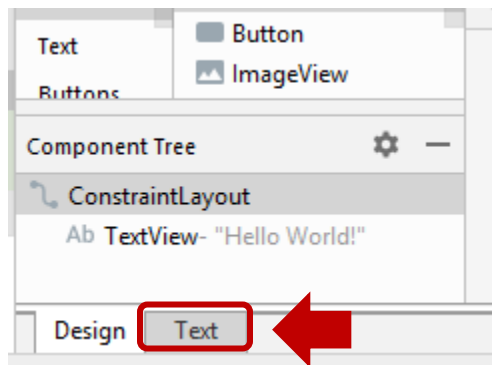 Text
Buttons
Button
ImageView
Component Tree
ConstraintLayout
Ab TextView- "Hello World!"
Design Text